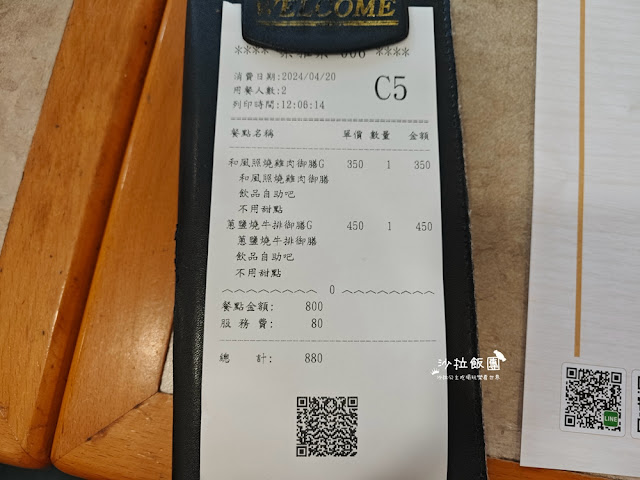 WELCOME
消費日期:2024/04/20
用餐人數:2
列印時間:12:06:14
C5
餐點名稱 單價 數量 金額
和風照燒雞肉御膳G 350 1 350
和風照燒雞肉御膳
飲品自助吧
不用甜點
蔥鹽燒牛排御膳G 450 1 450
蔥鹽燒牛排御膳
飲品自助吧
不用甜點
0
餐點金額: 800
服務費: 80
總 計: 880
沙拉飯團
LINE